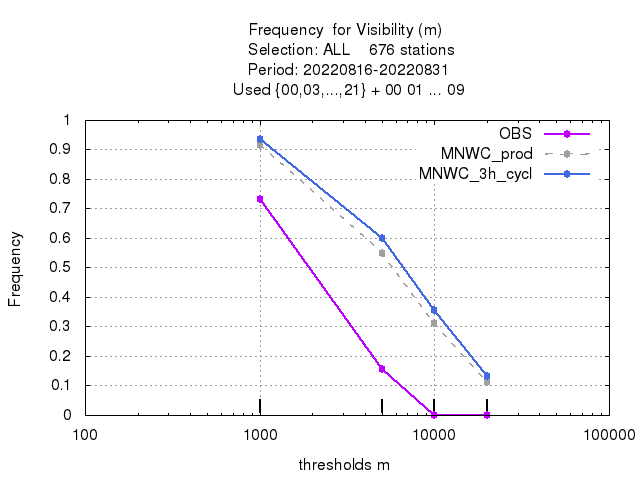 Frequency  for Visibility (m)
Selection: ALL    676 stations
Period: 20220816-20220831
Used {00,03,...,21} + 00 01 ... 09
OBS
MNWC_prod
MNWC_3h_cycl
Frequency
1
0.9
0.8
0.7
0.6
0.5
0.4
0.3
0.2
0.1
0
100 1000 10000 100000
thresholds m